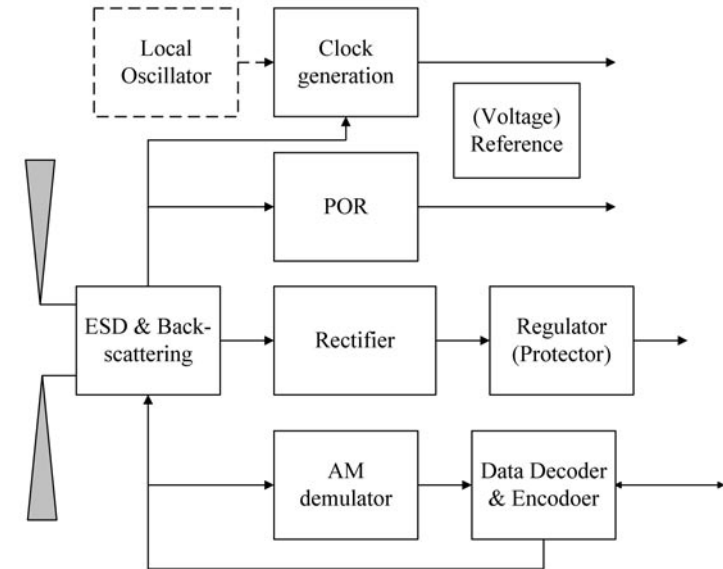 Local
Oscillator
Clock
generation
(Voltage)
Reference
POR
ESD & Back-
scattering
Rectifier
Regulator
(Protector)
AM
demulator
Data Decoder
& Encodoer